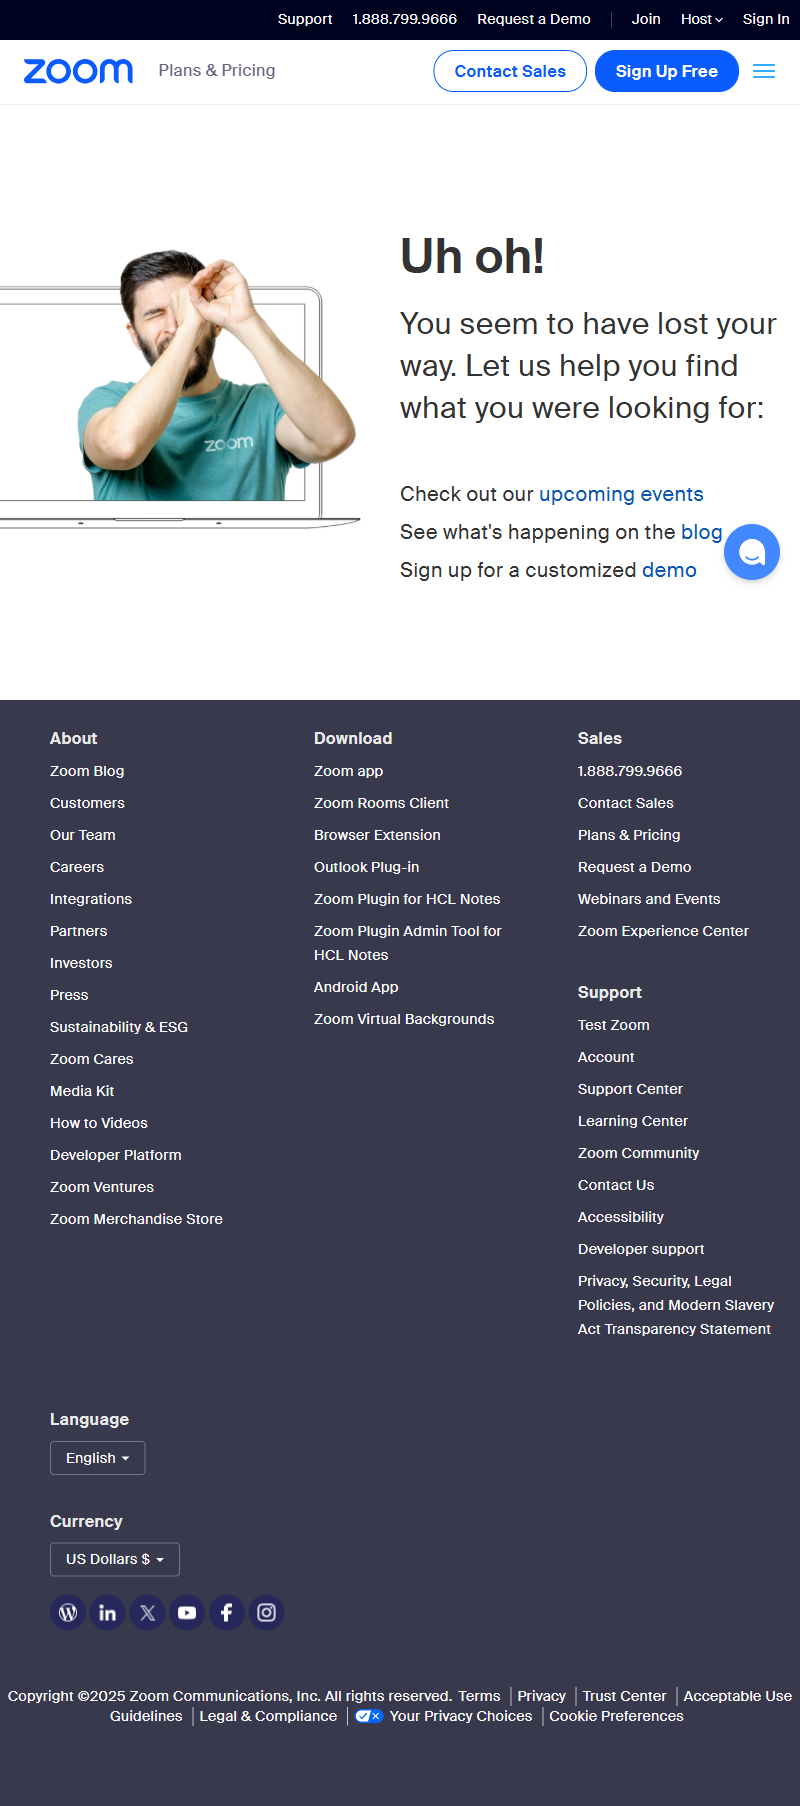 Support 1.888.799.9666 Request a Demo Join Host Sign In
zoom Plans & Pricing Contact Sales Sign Up Free
Uh oh!
You seem to have lost your
way. Let us help you find
what you were looking for:
zoom
Check out our upcoming events
See what's happening on the blog
Sign up for a customized demo
About
Zoom Blog
Customers
Our Team
Careers
Integrations
Partners
Investors
Press
Sustainability & ESG
Zoom Cares
Media Kit
How to Videos
Developer Platform
Zoom Ventures
Zoom Merchandise Store
Download
Zoom app
Zoom Rooms Client
Browser Extension
Outlook Plug-in
Zoom Plugin for HCL Notes
Zoom Plugin Admin Tool for
HCL Notes
Android App
Zoom Virtual Backgrounds
Sales
1.888.799.9666
Contact Sales
Plans & Pricing
Request a Demo
Webinars and Events
Zoom Experience Center
Support
Test Zoom
Account
Support Center
Learning Center
Zoom Community
Contact Us
Accessibility
Developer support
Privacy, Security, Legal
Policies, and Modern Slavery
Act Transparency Statement
Language
English
Currency
US Dollars $
Copyright ©2025 Zoom Communications, Inc. All rights reserved. Terms | Privacy | Trust Center | Acceptable Use
Guidelines | Legal & Compliance | Your Privacy Choices | Cookie Preferences